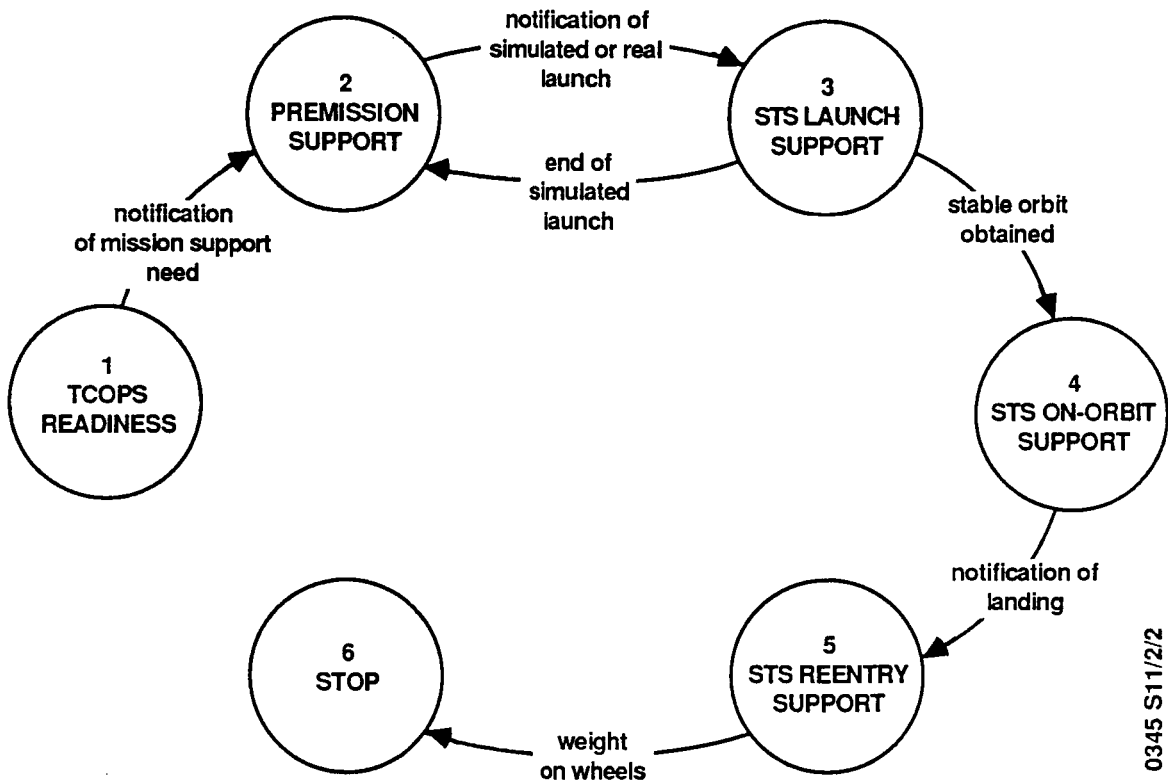 notification of
simulated or real
launch
2
PREMISSION
SUPPORT
3
STS LAUNCH
SUPPORT
end of
simulated
launch
notification
of mission support
need
stable orbit
obtained
1
TCOPS
READINESS
4
STS ON-ORBIT
SUPPORT
notification of
landing
6
STOP
5
STS REENTRY
SUPPORT
weight
on wheels
0345 S11/2/2